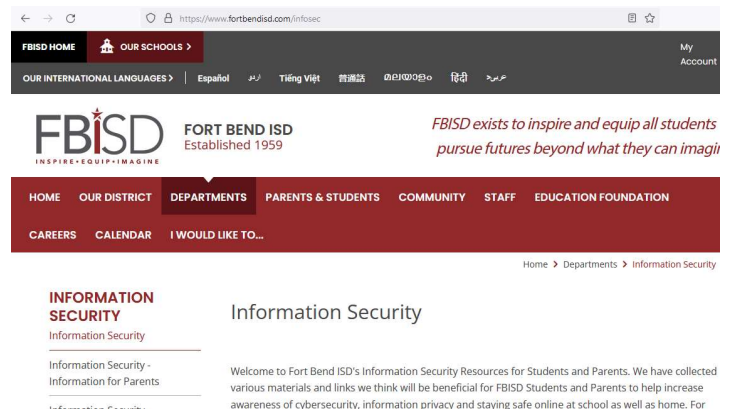 https://www.fortbendisd.com/infosec
FBISD HOME OUR SCHOOLS > My Account
OUR INTERNATIONAL LANGUAGES > Español اردو Tiếng Việt 普通話 മലയാളം हिंदी عربى
FBISD
INSPIRE•EQUIP•IMAGINE
FORT BEND ISD
Established 1959
FBISD exists to inspire and equip all students
pursue futures beyond what they can imagin
HOME OUR DISTRICT DEPARTMENTS PARENTS & STUDENTS COMMUNITY STAFF EDUCATION FOUNDATION
CAREERS CALENDAR I WOULD LIKE TO...
Home > Departments > Information Security
INFORMATION
SECURITY
Information Security
Information Security -
Information for Parents
Information Security
Information Security
Welcome to Fort Bend ISD's Information Security Resources for Students and Parents. We have collected
various materials and links we think will be beneficial for FBISD Students and Parents to help increase
awareness of cybersecurity, information privacy and staying safe online at school as well as home. For